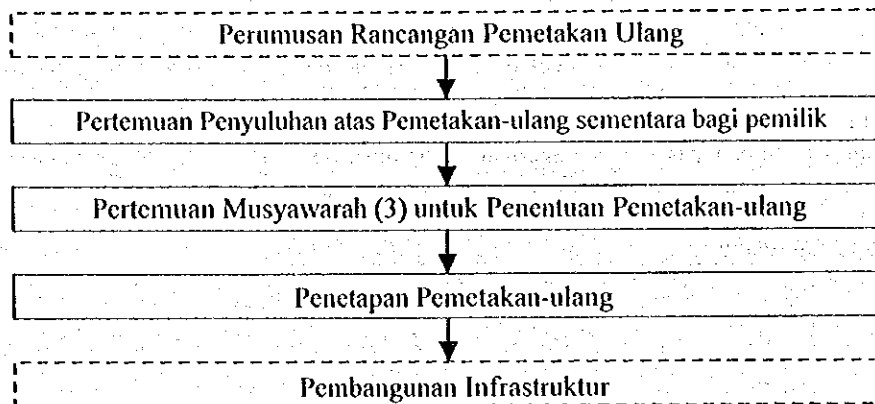 Perumusan Rancangan Pemetakan Ulang
Pertemuan Penyuluhan atas Pemetakan-ulang sementara bagi pemilik
Pertemuan Musyawarah (3) untuk Penentuan Pemetakan-ulang
Penetapan Pemetakan-ulang
Pembangunan Infrastruktur